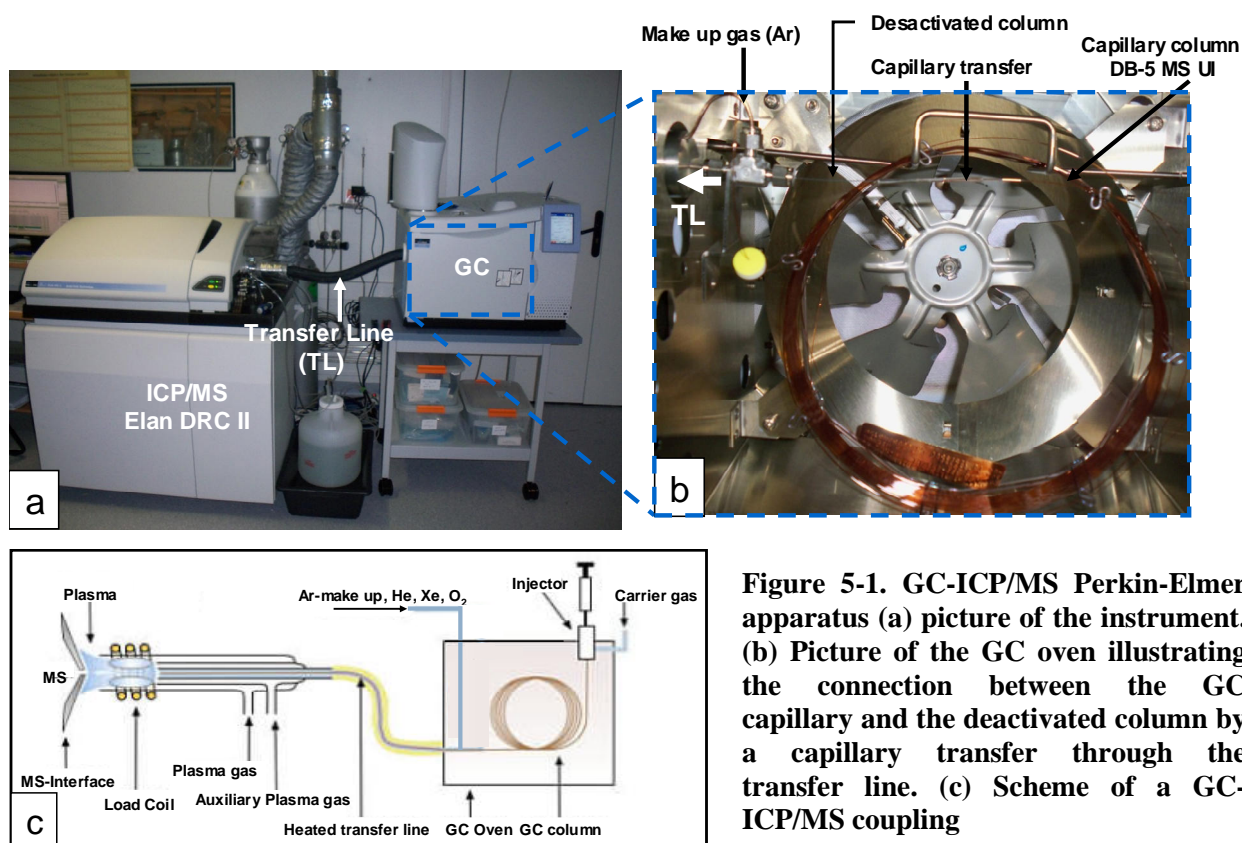 Make up gas (Ar)
Desactivated column
Capillary transfer
Capillary column
DB-5 MS UI
GC
Transfer Line
(TL)
ICP/MS
Elan DRC II
a
TL
b
Plasma
MS
MS-Interface
Load Coil
Plasma gas
Auxiliary Plasma gas
Ar-make up, He, Xe, O₂
Heated transfer line
Injector
Carrier gas
GC Oven
GC column
c
Figure 5-1. GC-ICP/MS Perkin-Elmer
apparatus (a) picture of the instrument.
(b) Picture of the GC oven illustrating
the connection between the GC
capillary and the deactivated column by
a capillary transfer through the
transfer line. (c) Scheme of a GC-
ICP/MS coupling